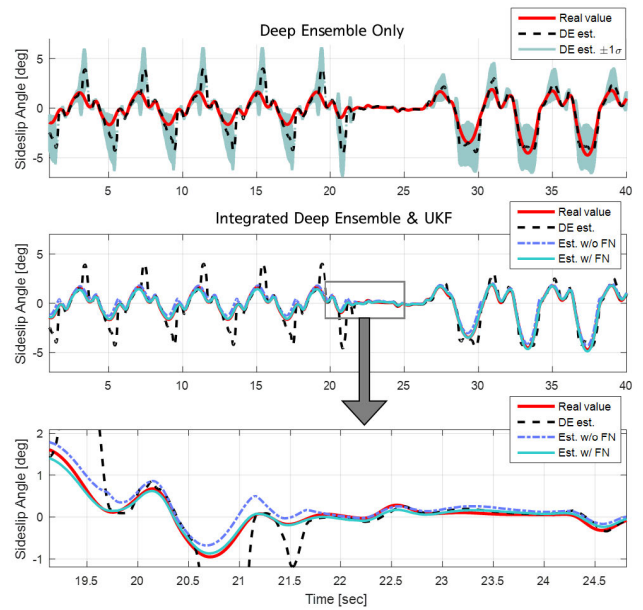 Deep Ensemble Only
Real value
DE est.
DE est. ±1σ
Sideslip Angle [deg]
5
0
-5
5 10 15 20 25 30 35 40
Integrated Deep Ensemble & UKF
Real value
DE est.
Est. w/o FN
Est. w/ FN
Sideslip Angle [deg]
5
0
-5
5 10 15 20 25 30 35 40
Real value
DE est.
Est. w/o FN
Est. w/ FN
Sideslip Angle [deg]
2
1
0
-1
19.5 20 20.5 21 21.5 22 22.5 23 23.5 24 24.5
Time [sec]